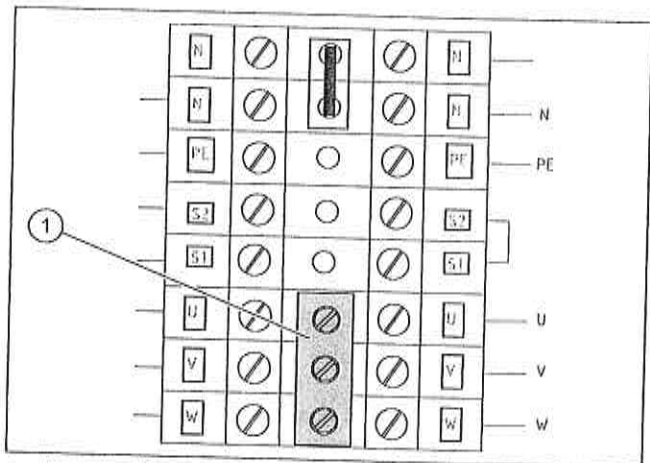 N N
N N N
PE PE PE
S2 S2
1
S1 S1
U U U
V V V
W W W